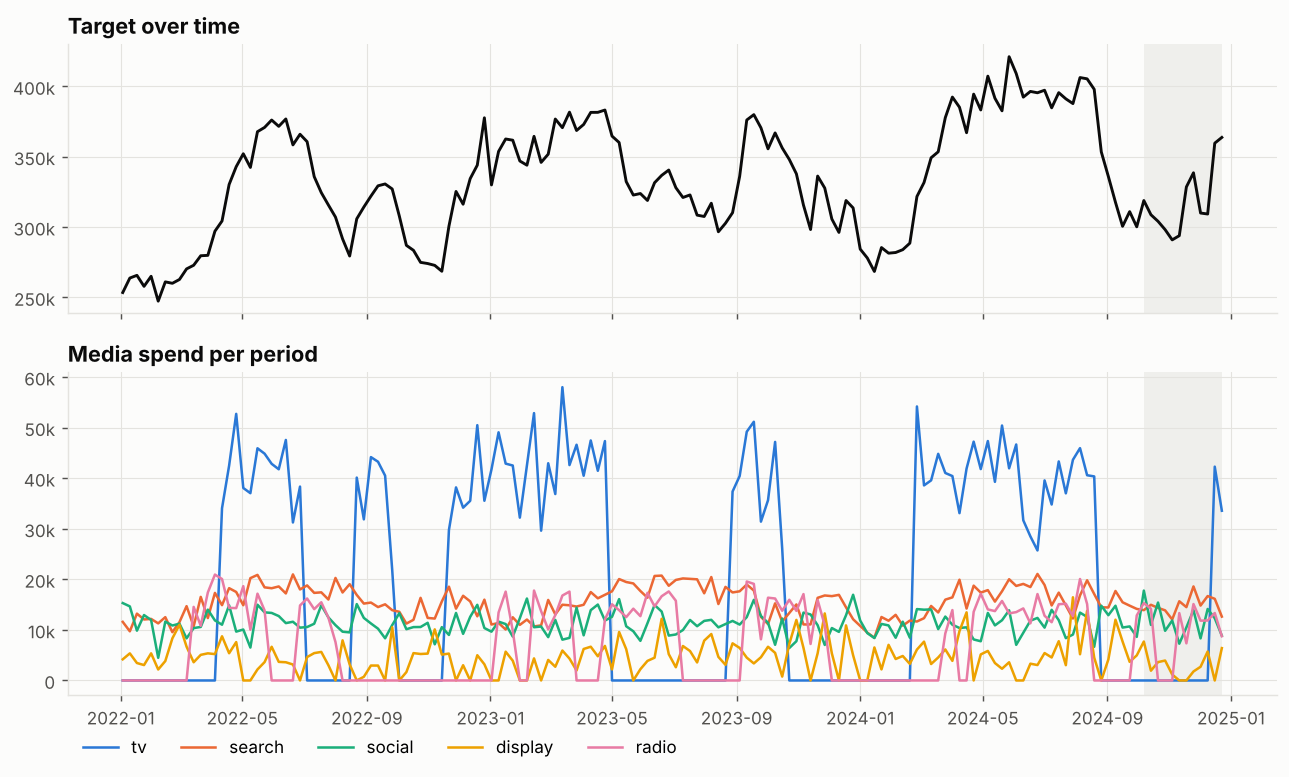 Target over time
400k
350k
300k
250k
Media spend per period
60k
50k
40k
30k
20k
10k
0
2022-01 2022-05 2022-09 2023-01 2023-05 2023-09 2024-01 2024-05 2024-09 2025-01
tv search social display radio